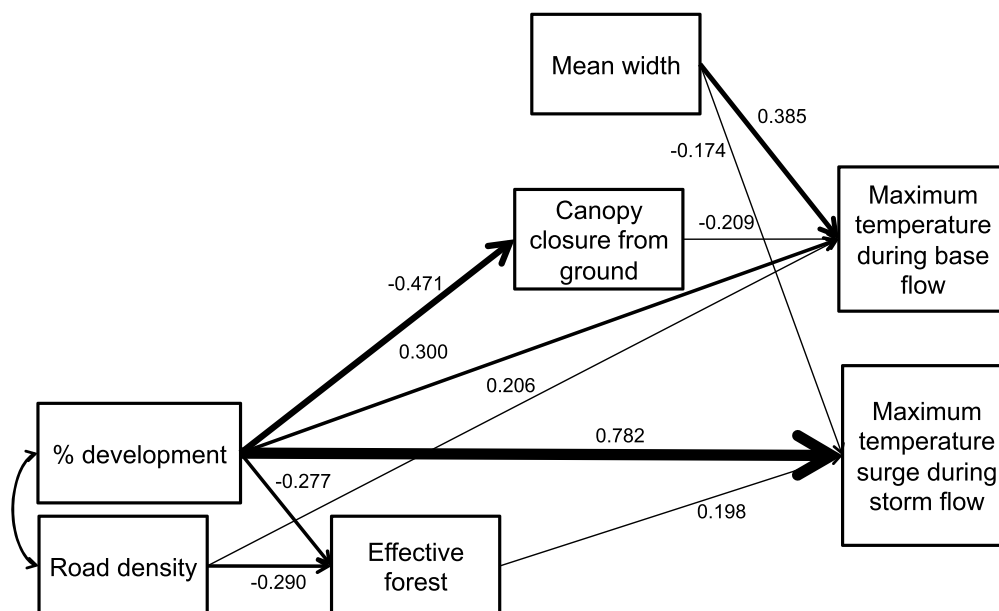 Mean width
0.385
-0.174
Maximum
temperature
during base
flow
Canopy
closure from
ground
-0.209
-0.471
0.300
0.206
Maximum
temperature
surge during
storm flow
% development
0.782
-0.277
0.198
Road density
-0.290
Effective
forest